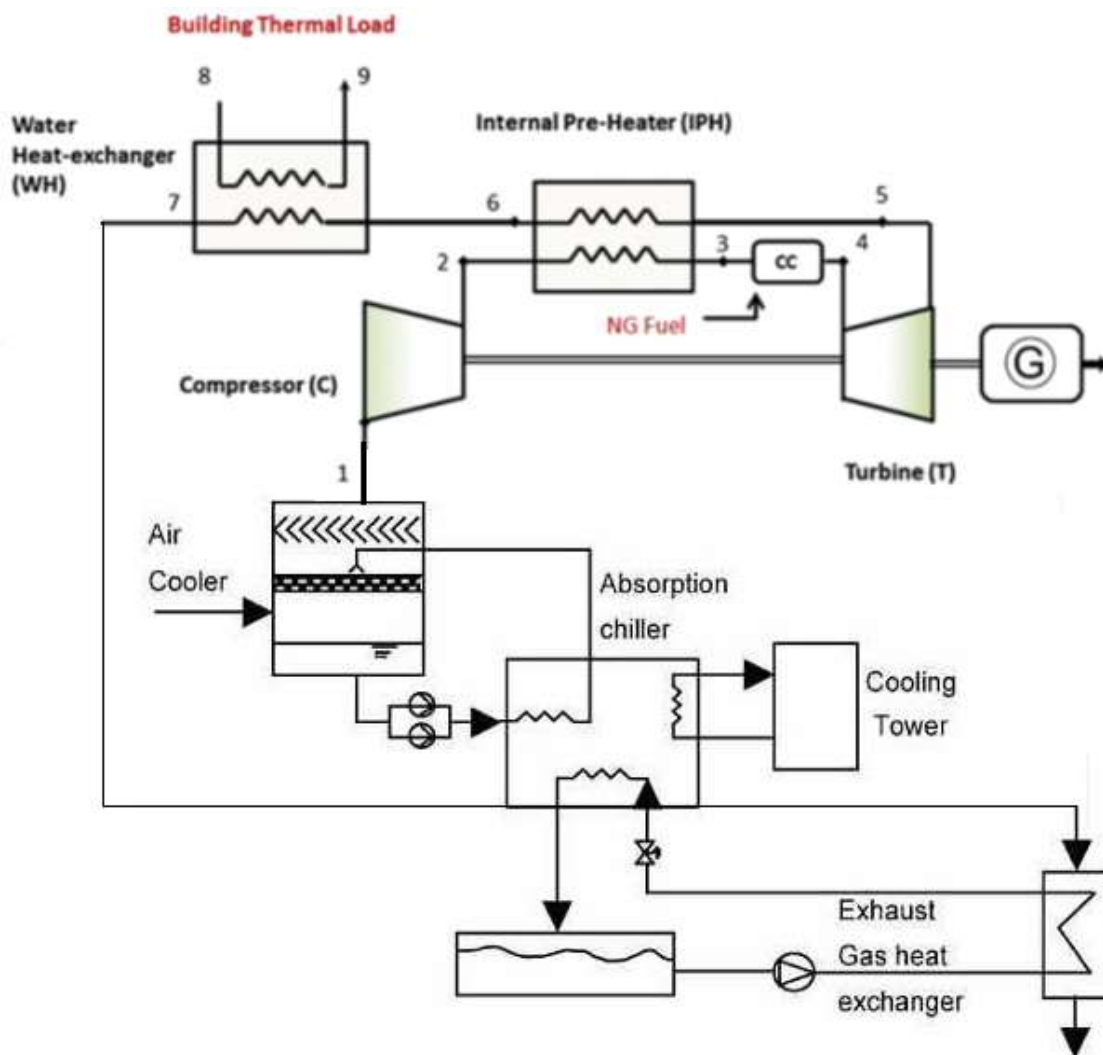 Building Thermal Load
8
9
Water
Heat-exchanger
(WH)
Internal Pre-Heater (IPH)
7
6
5
2
3
CC
4
NG Fuel
Compressor (C)
G
Turbine (T)
1
Air
Cooler
Absorption
chiller
Cooling
Tower
Exhaust
Gas heat
exchanger